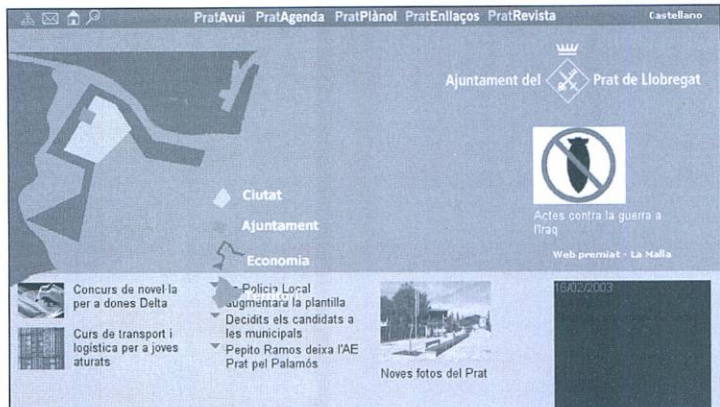 PratAvui PratAgenda PratPlànol PratEnllaços PratRevista Castellano
Ajuntament del Prat de Llobregat
Ciutat
Ajuntament
Economia
Territori
Actes contra la guerra a
l'Iraq
Web premiat - La Malla
Concurs de novel·la
per a dones Delta
Curs de transport i
logística per a joves
aturats
Policia Local
augmentarà la plantilla
Decidits els candidats a
les municipals
Pepito Ramos deixa l'AE
Prat pel Palamós
Noves fotos del Prat
16/02/2003